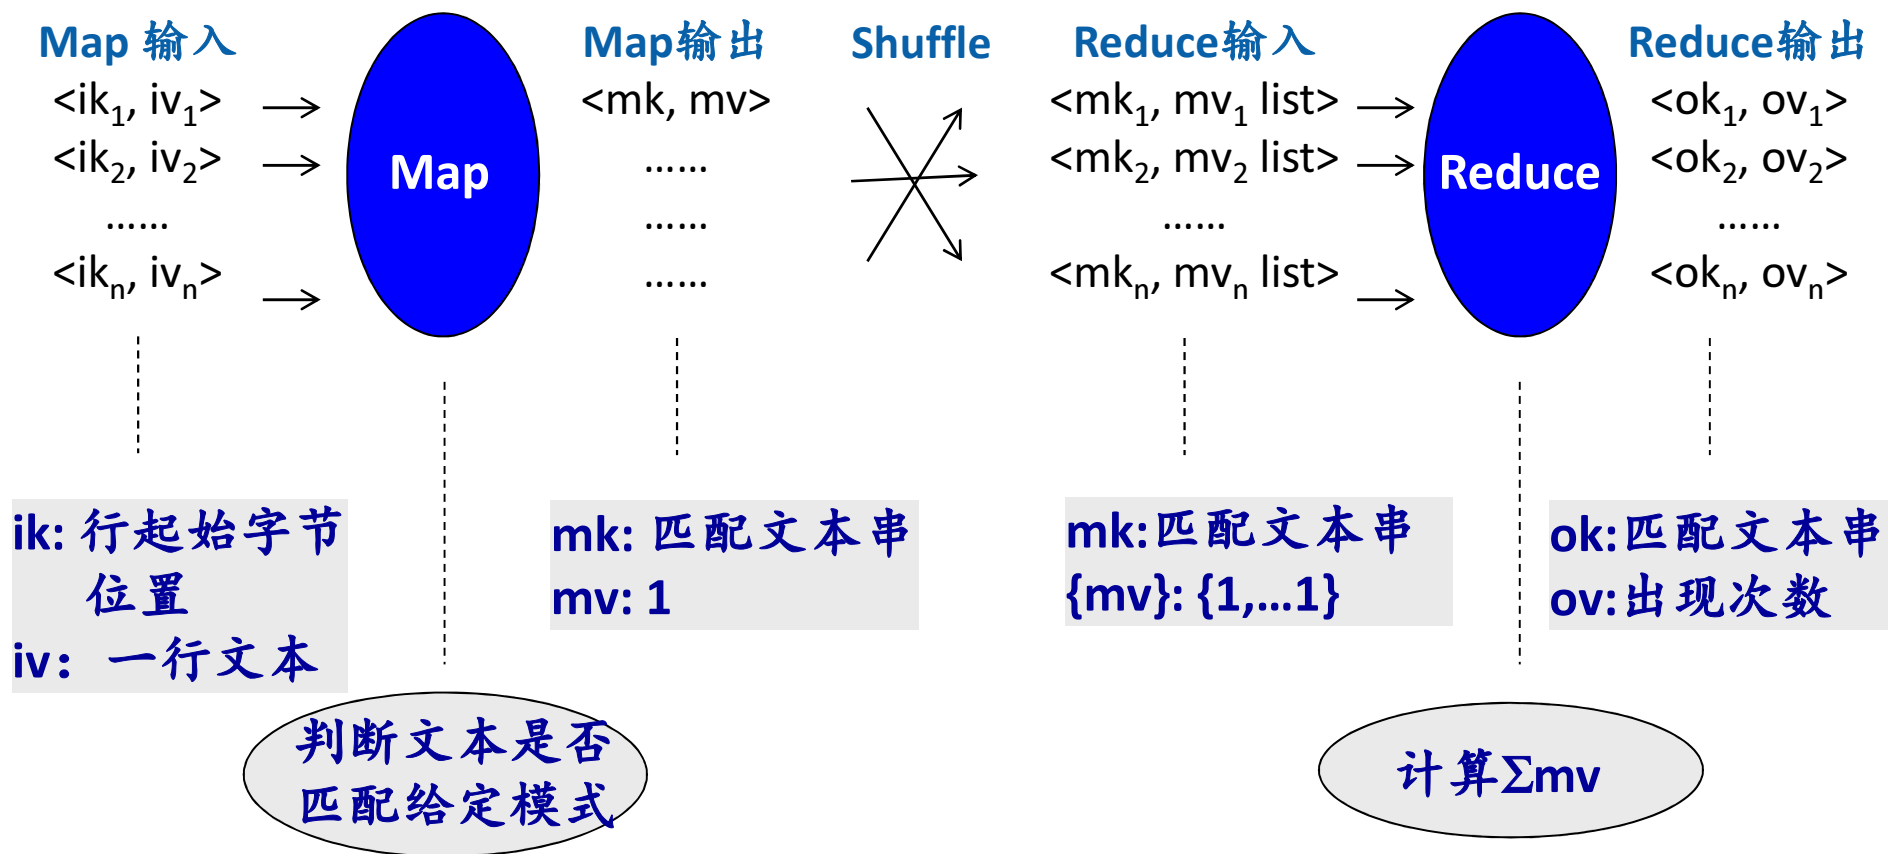 Map 输入
<ik1, iv1>
<ik2, iv2>
......
<ikn, ivn>
Map
Map输出
<mk, mv>
......
......
......
Shuffle
Reduce输入
<mk1, mv1 list>
<mk2, mv2 list>
......
<mkn, mvn list>
Reduce
Reduce输出
<ok1, ov1>
<ok2, ov2>
......
<okn, ovn>
ik: 行起始字节
位置
iv: 一行文本
判断文本是否
匹配给定模式
mk: 匹配文本串
mv: 1
mk:匹配文本串
{mv}: {1,...1}
计算Σmv
ok:匹配文本串
ov:出现次数